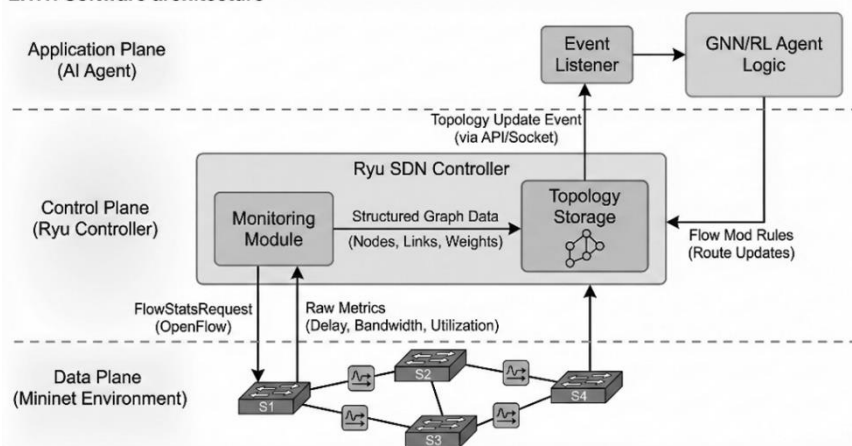 Application Plane
(AI Agent)
Event
Listener
GNN/RL Agent
Logic
Topology Update Event
(via API/Socket)
Ryu SDN Controller
Control Plane
(Ryu Controller)
Monitoring
Module
Structured Graph Data
(Nodes, Links, Weights)
Topology
Storage
Flow Mod Rules
(Route Updates)
FlowStatsRequest
(OpenFlow)
Raw Metrics
(Delay, Bandwidth, Utilization)
Data Plane
(Mininet Environment)
S1
S2
S3
S4